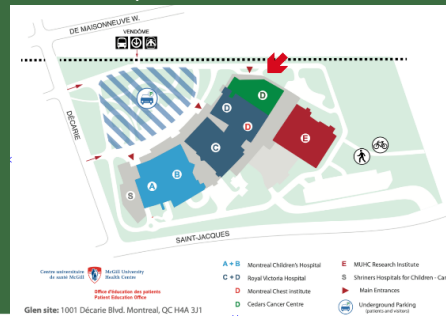 DE MAISONNEUVE W.
VENDÔME
DÉCARIE
D
D
D
C
E
B
A
S
SAINT-JACQUES
Centre universitaire de santé McGill
McGill University Health Centre
Office d'éducation des patients
Patient Education Office
Glen site: 1001 Décarie Blvd. Montreal, QC H4A 3J1
A + B Montreal Children's Hospital
C + D Royal Victoria Hospital
D Montreal Chest Institute
D Cedars Cancer Centre
E MUHC Research Institute
S Shriners Hospitals for Children - Can
Main Entrances
Underground Parking
(patients and visitors)